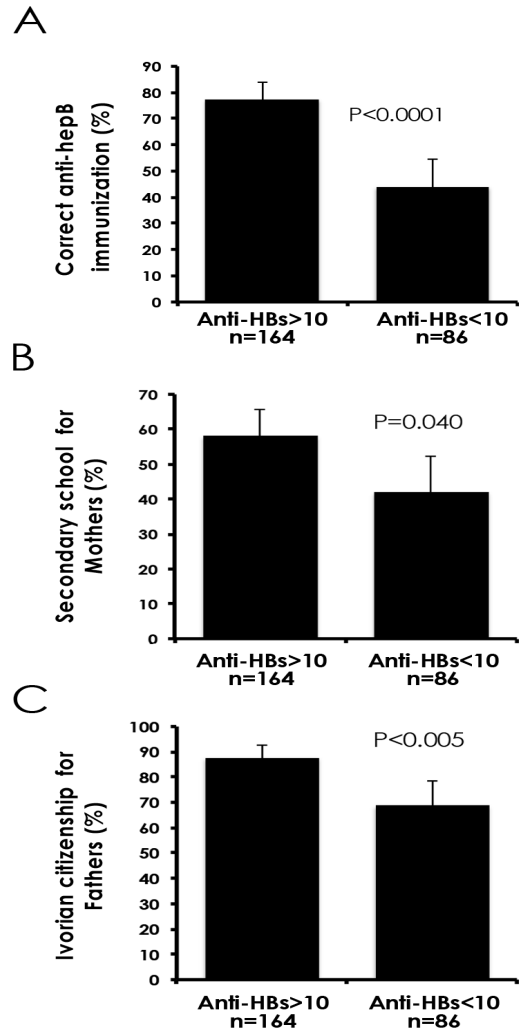 A
Correct anti-hepB
immunization (%)
90
80
70
60
50
40
30
20
10
0
P<0.0001
Anti-HBs>10
n=164
Anti-HBs<10
n=86
B
Secondary school for
Mothers (%)
70
60
50
40
30
20
10
0
P=0.040
Anti-HBs>10
n=164
Anti-HBs<10
n=86
C
Ivorian citizenship for
Fathers (%)
100
90
80
70
60
50
40
30
20
10
0
P<0.005
Anti-HBs>10
n=164
Anti-HBs<10
n=86